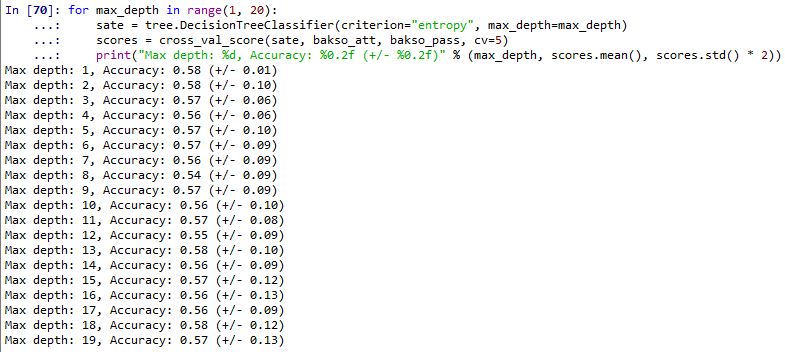 In [70]: for max_depth in range(1, 20):
    ...:     sate = tree.DecisionTreeClassifier(criterion="entropy", max_depth=max_depth)
    ...:     scores = cross_val_score(sate, bakso_att, bakso_pass, cv=5)
    ...:     print("Max depth: %d, Accuracy: %0.2f (+/- %0.2f)" % (max_depth, scores.mean(), scores.std() * 2))
Max depth: 1, Accuracy: 0.58 (+/- 0.01)
Max depth: 2, Accuracy: 0.58 (+/- 0.10)
Max depth: 3, Accuracy: 0.57 (+/- 0.06)
Max depth: 4, Accuracy: 0.56 (+/- 0.06)
Max depth: 5, Accuracy: 0.57 (+/- 0.10)
Max depth: 6, Accuracy: 0.57 (+/- 0.09)
Max depth: 7, Accuracy: 0.56 (+/- 0.09)
Max depth: 8, Accuracy: 0.54 (+/- 0.09)
Max depth: 9, Accuracy: 0.57 (+/- 0.09)
Max depth: 10, Accuracy: 0.56 (+/- 0.10)
Max depth: 11, Accuracy: 0.57 (+/- 0.08)
Max depth: 12, Accuracy: 0.55 (+/- 0.09)
Max depth: 13, Accuracy: 0.58 (+/- 0.10)
Max depth: 14, Accuracy: 0.56 (+/- 0.09)
Max depth: 15, Accuracy: 0.57 (+/- 0.12)
Max depth: 16, Accuracy: 0.56 (+/- 0.13)
Max depth: 17, Accuracy: 0.56 (+/- 0.09)
Max depth: 18, Accuracy: 0.58 (+/- 0.12)
Max depth: 19, Accuracy: 0.57 (+/- 0.13)